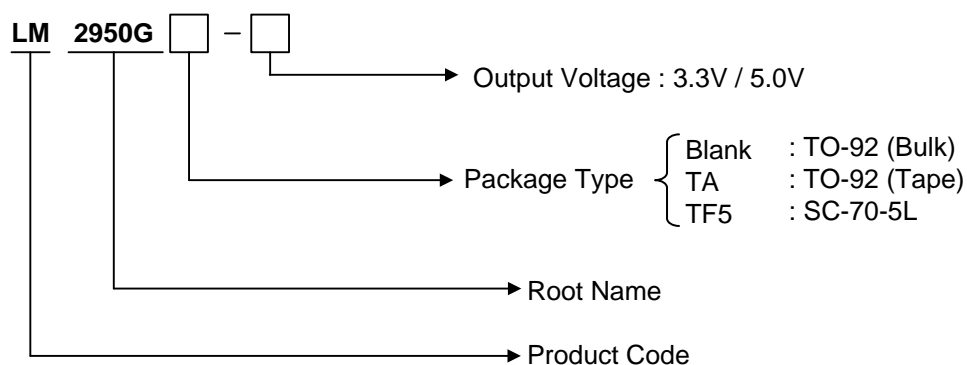 LM 2950G □ – □
Output Voltage : 3.3V / 5.0V
Package Type
Blank : TO-92 (Bulk)
TA : TO-92 (Tape)
TF5 : SC-70-5L
Root Name
Product Code